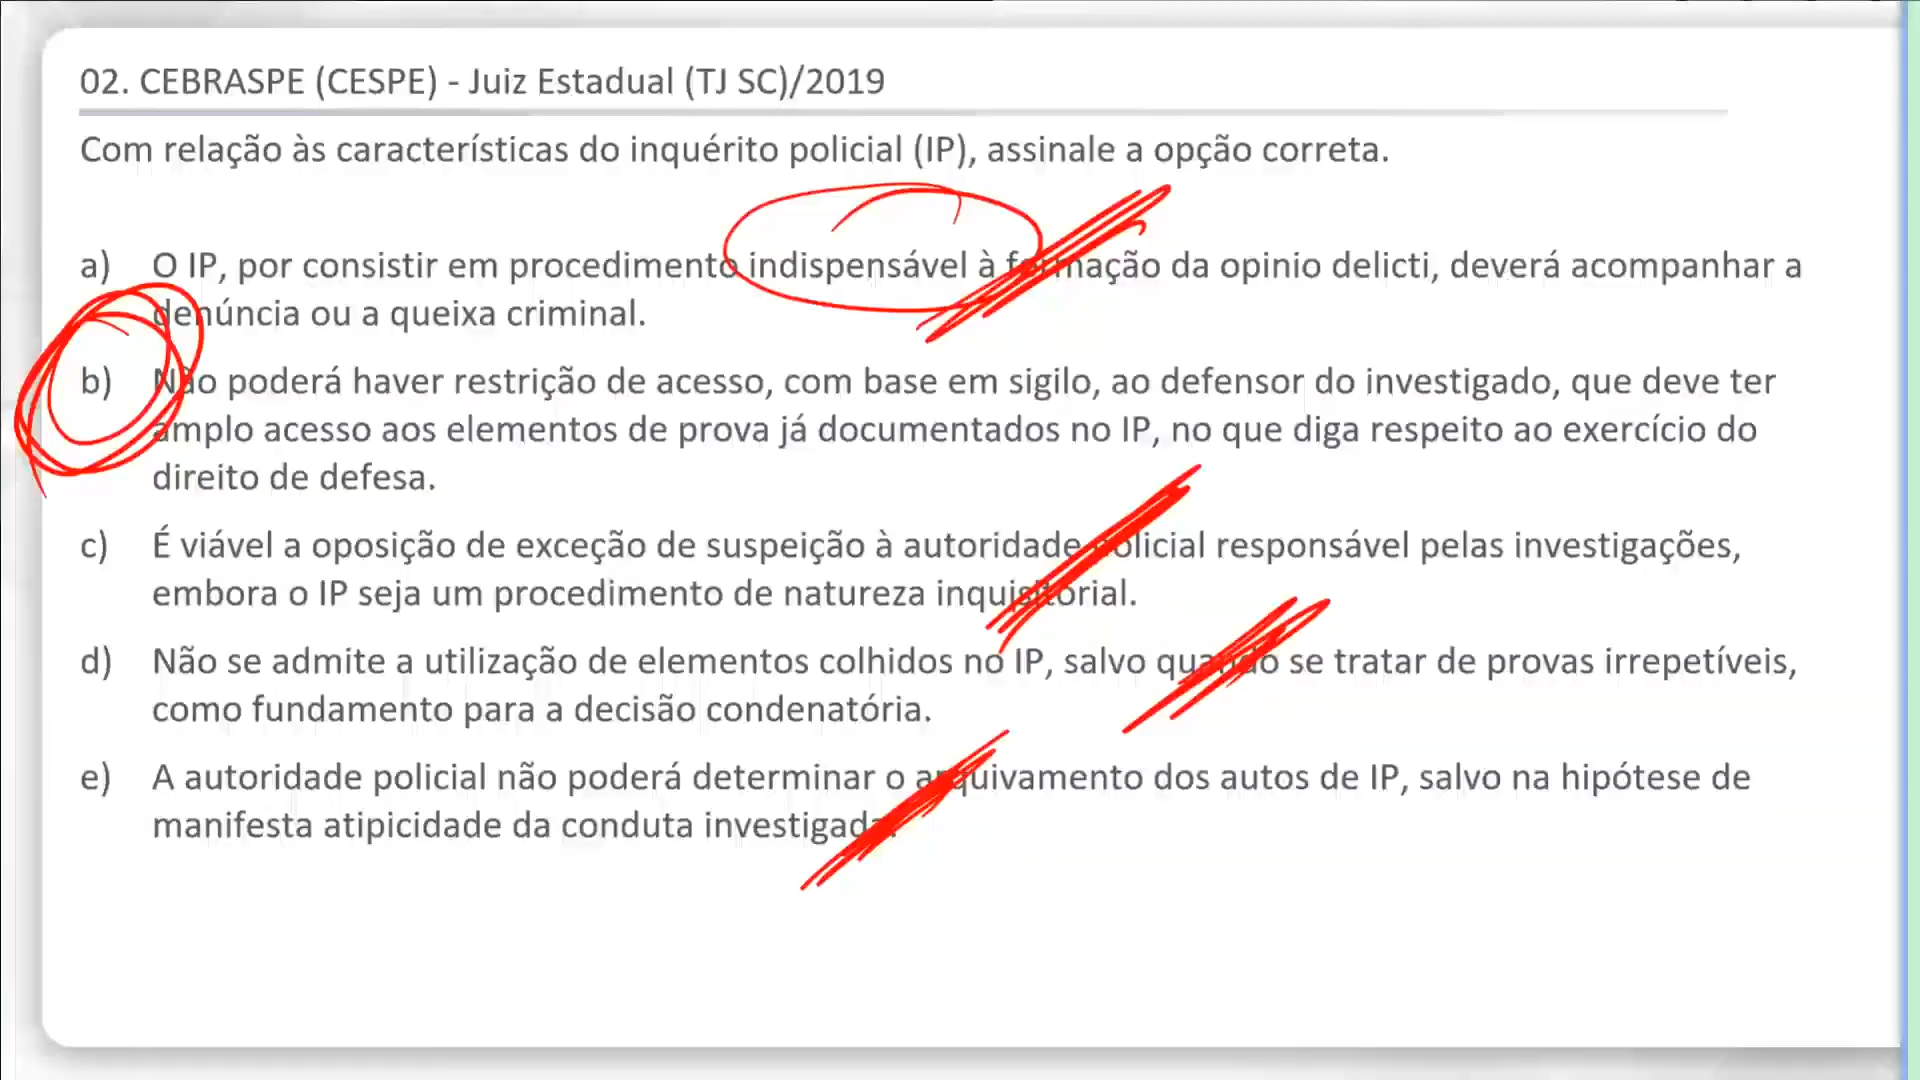 02. CEBRASPE (CESPE) - Juiz Estadual (TJ SC)/2019
Com relação às características do inquérito policial (IP), assinale a opção correta.
a) O IP, por consistir em procedimento indispensável à formação da opinio delicti, deverá acompanhar a
denúncia ou a queixa criminal.
b) Não poderá haver restrição de acesso, com base em sigilo, ao defensor do investigado, que deve ter
amplo acesso aos elementos de prova já documentados no IP, no que diga respeito ao exercício do
direito de defesa.
c) É viável a oposição de exceção de suspeição à autoridade policial responsável pelas investigações,
embora o IP seja um procedimento de natureza inquisitorial.
d) Não se admite a utilização de elementos colhidos no IP, salvo quando se tratar de provas irrepetíveis,
como fundamento para a decisão condenatória.
e) A autoridade policial não poderá determinar o arquivamento dos autos de IP, salvo na hipótese de
manifesta atipicidade da conduta investigada.